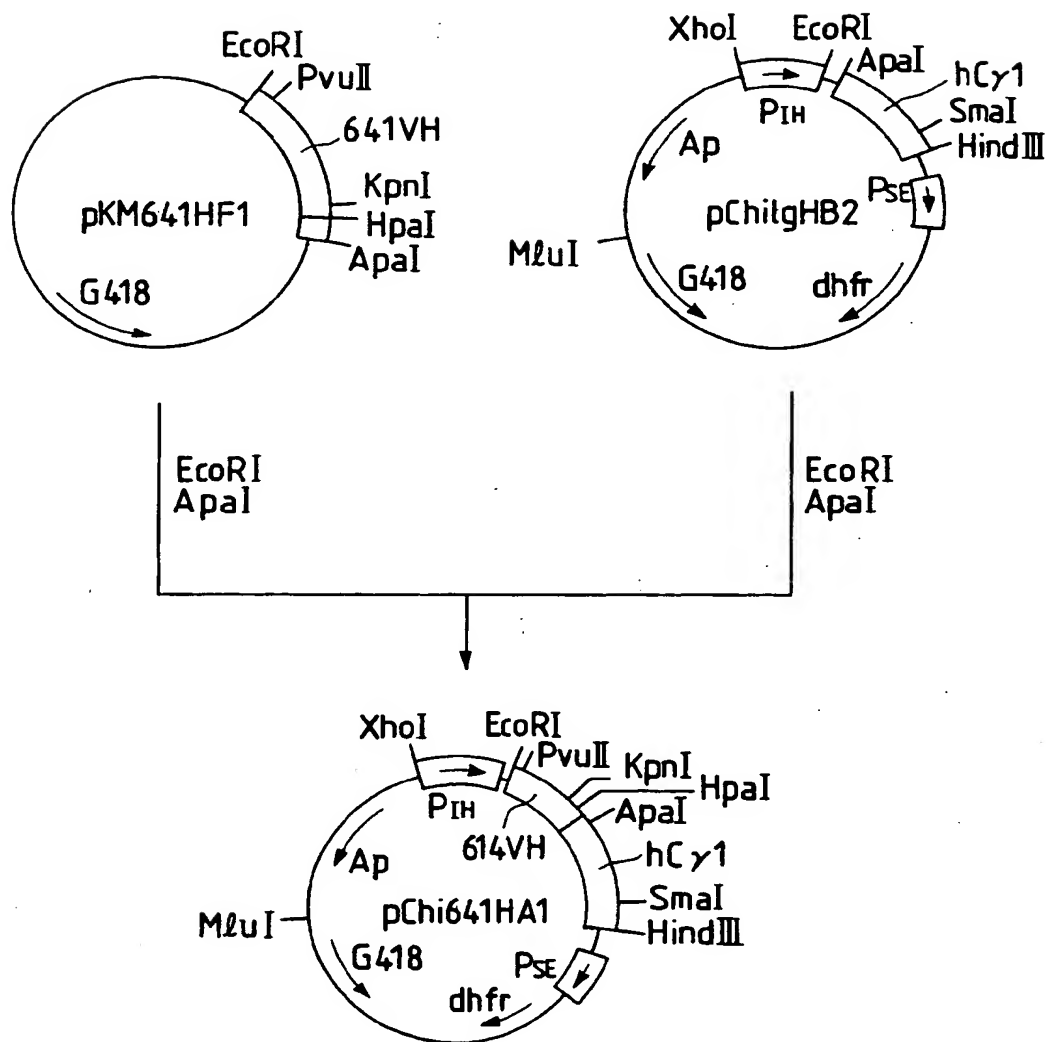 EcoRI
PvuII
641VH
KpnI
HpaI
ApaI
pKM641HF1
G418
XhoI
EcoRI
ApaI
hCγ1
SmaI
HindIII
PIH
Ap
PSE
pChiIgHB2
MluI
G418
dhfr
EcoRI
ApaI
EcoRI
ApaI
XhoI
EcoRI
PvuII
KpnI
HpaI
ApaI
PIH
614VH
hCγ1
Ap
SmaI
pChi641HA1
HindIII
MluI
G418
PSE
dhfr